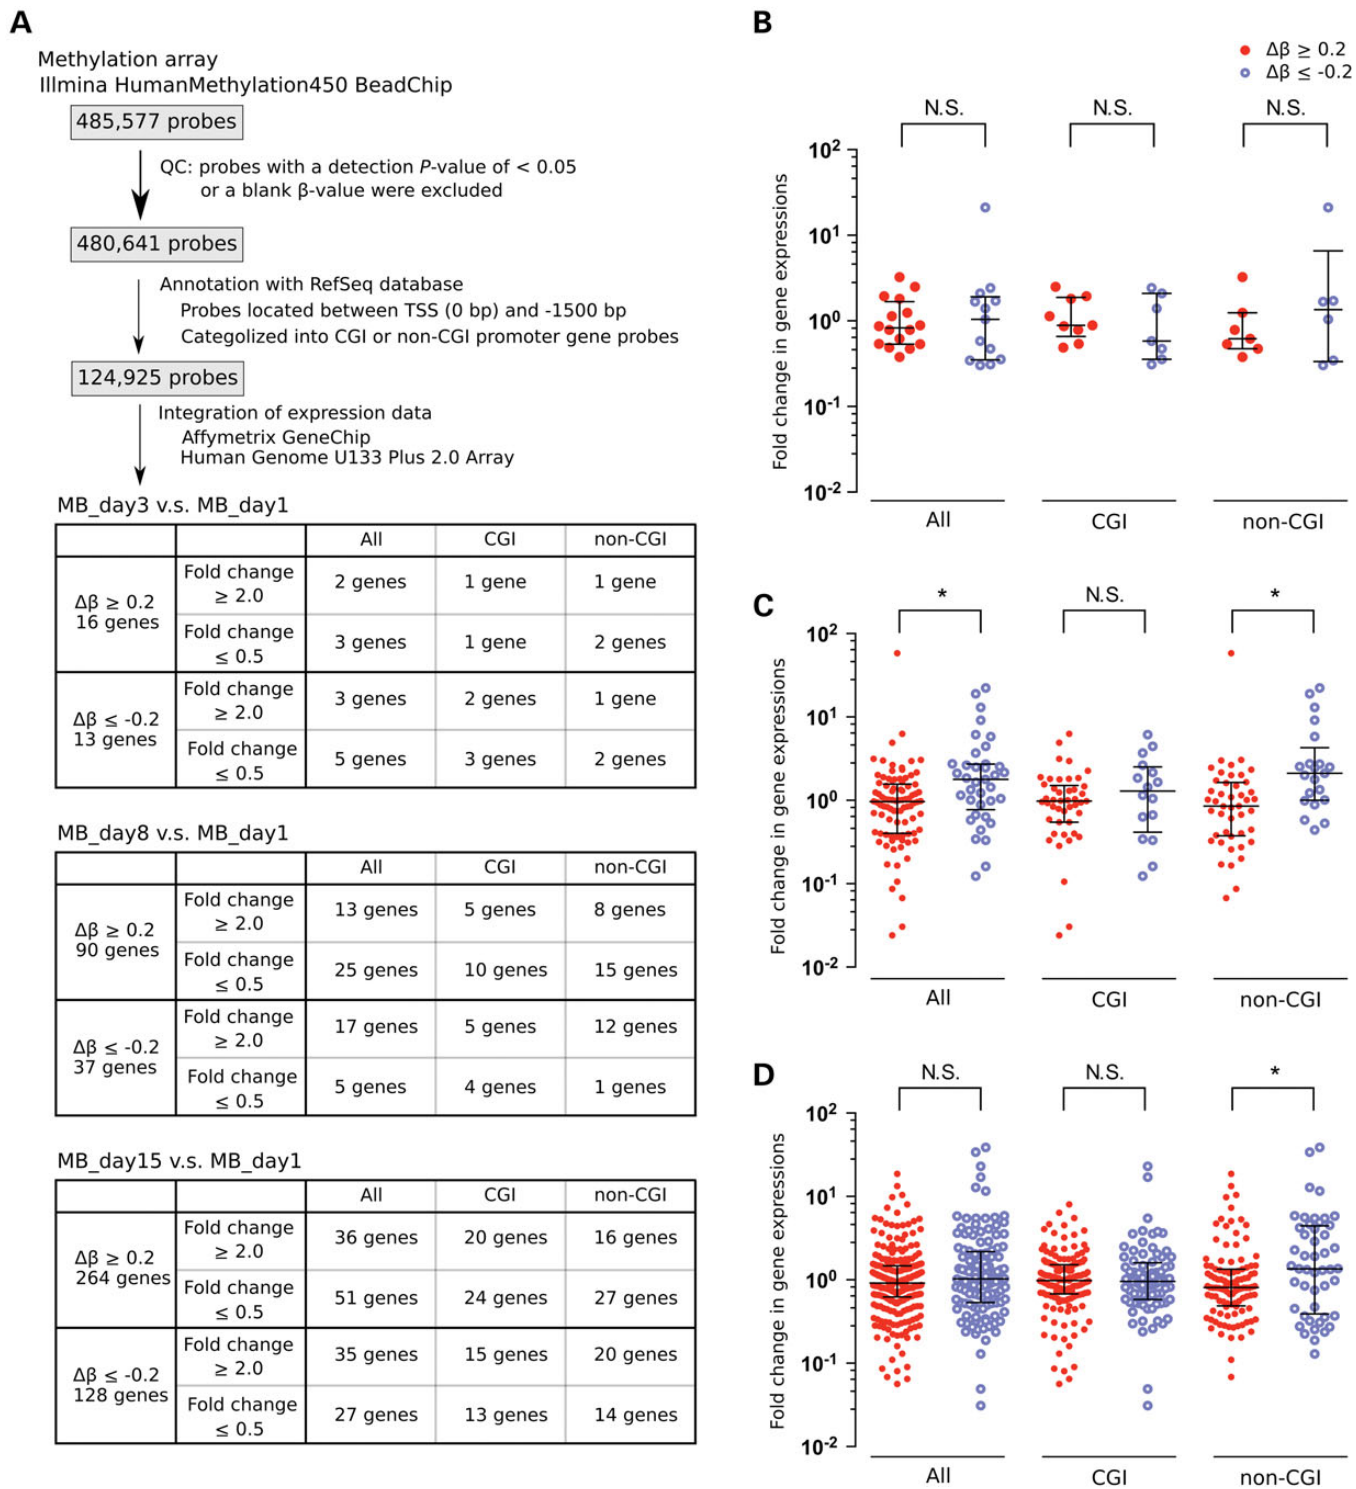 A
Methylation array
Illmina HumanMethylation450 BeadChip
485,577 probes
QC: probes with a detection P-value of < 0.05
or a blank β-value were excluded
480,641 probes
Annotation with RefSeq database
Probes located between TSS (0 bp) and -1500 bp
Categolized into CGI or non-CGI promoter gene probes
124,925 probes
Integration of expression data
Affymetrix GeneChip
Human Genome U133 Plus 2.0 Array
MB_day3 v.s. MB_day1
All CGI non-CGI
Δβ ≥ 0.2
16 genes
Fold change
≥ 2.0
2 genes 1 gene 1 gene
Fold change
≤ 0.5
3 genes 1 gene 2 genes
Δβ ≤ -0.2
13 genes
Fold change
≥ 2.0
3 genes 2 genes 1 gene
Fold change
≤ 0.5
5 genes 3 genes 2 genes
MB_day8 v.s. MB_day1
All CGI non-CGI
Δβ ≥ 0.2
90 genes
Fold change
≥ 2.0
13 genes 5 genes 8 genes
Fold change
≤ 0.5
25 genes 10 genes 15 genes
Δβ ≤ -0.2
37 genes
Fold change
≥ 2.0
17 genes 5 genes 12 genes
Fold change
≤ 0.5
5 genes 4 genes 1 genes
MB_day15 v.s. MB_day1
All CGI non-CGI
Δβ ≥ 0.2
264 genes
Fold change
≥ 2.0
36 genes 20 genes 16 genes
Fold change
≤ 0.5
51 genes 24 genes 27 genes
Δβ ≤ -0.2
128 genes
Fold change
≥ 2.0
35 genes 15 genes 20 genes
Fold change
≤ 0.5
27 genes 13 genes 14 genes
B
Δβ ≥ 0.2
Δβ ≤ -0.2
N.S. N.S. N.S.
Fold change in gene expressions
10²
10¹
10⁰
10⁻¹
10⁻²
All CGI non-CGI
C
* N.S. *
Fold change in gene expressions
10²
10¹
10⁰
10⁻¹
10⁻²
All CGI non-CGI
D
N.S. N.S. *
Fold change in gene expressions
10²
10¹
10⁰
10⁻¹
10⁻²
All CGI non-CGI